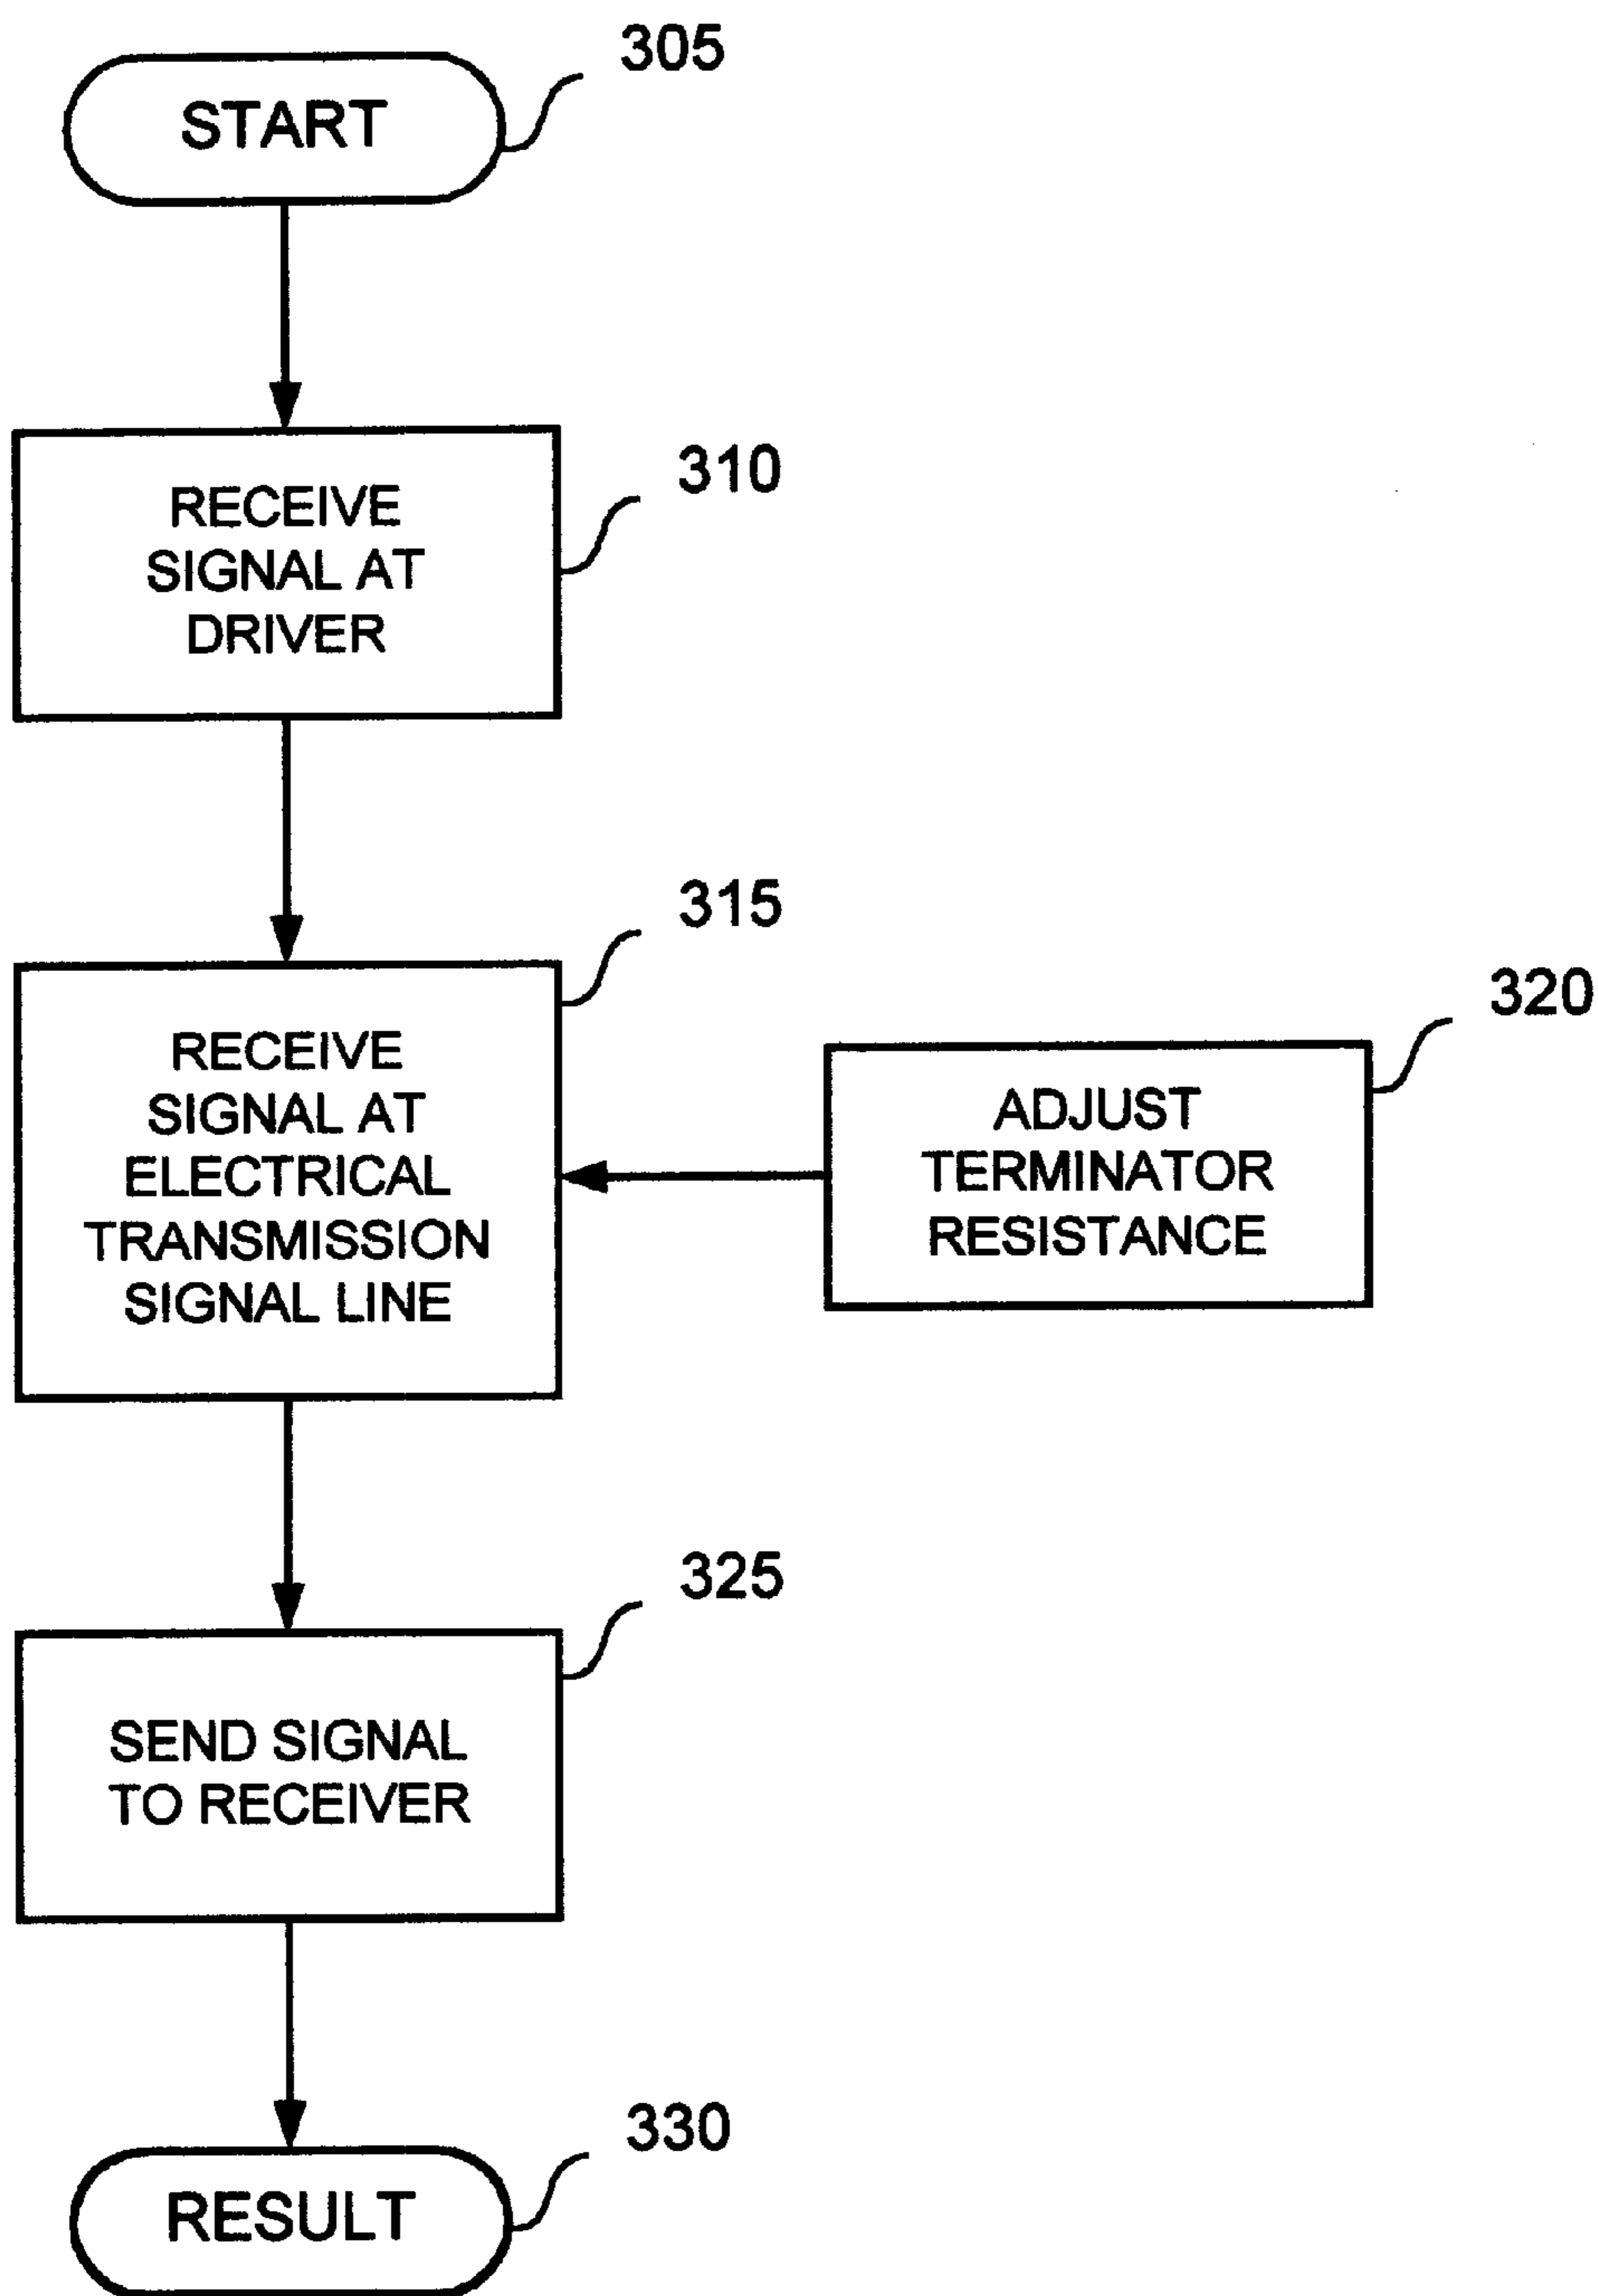 305
START
310
RECEIVE
SIGNAL AT
DRIVER
315
RECEIVE
SIGNAL AT
ELECTRICAL
TRANSMISSION
SIGNAL LINE
320
ADJUST
TERMINATOR
RESISTANCE
325
SEND SIGNAL
TO RECEIVER
330
RESULT